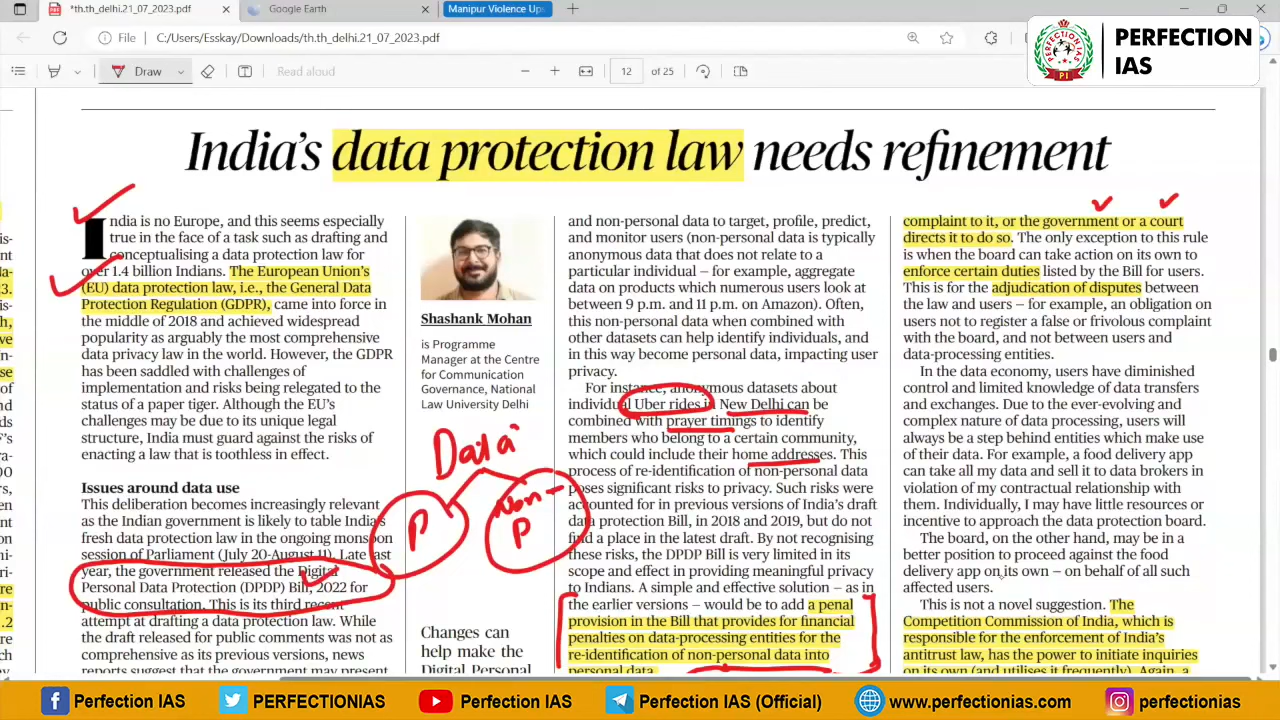 *th.th_delhi.21_07_2023.pdf
Google Earth
Manipur Violence Up
File
C:/Users/Esskay/Downloads/th.th_delhi.21_07_2023.pdf
Draw
Read aloud
12 of 25
PERFECTION
IAS
India's data protection law needs refinement
India is no Europe, and this seems especially
true in the face of a task such as drafting and
conceptualising a data protection law for
over 1.4 billion Indians. The European Union's
(EU) data protection law, i.e., the General Data
Protection Regulation (GDPR), came into force in
the middle of 2018 and achieved widespread
popularity as arguably the most comprehensive
data privacy law in the world. However, the GDPR
has been saddled with challenges of
implementation and risks being relegated to the
status of a paper tiger. Although the EU's
challenges may be due to its unique legal
structure, India must guard against the risks of
enacting a law that is toothless in effect.
Issues around data use
This deliberation becomes increasingly relevant
as the Indian government is likely to table India's
fresh data protection law in the ongoing monsoon
session of Parliament (July 20-August 11). Late last
year, the government released the Digital
Personal Data Protection (DPDP) Bill, 2022 for
public consultation. This is its third recent
attempt at drafting a data protection law. While
the draft released for public comments was not as
comprehensive as its previous versions, news
reports suggest that the government may present
Shashank Mohan
is Programme
Manager at the Centre
for Communication
Governance, National
Law University Delhi
Data
P
Non-
P
Changes can
help make the
Digital Personal
and non-personal data to target, profile, predict,
and monitor users (non-personal data is typically
anonymous data that does not relate to a
particular individual – for example, aggregate
data on products which numerous users look at
between 9 p.m. and 11 p.m. on Amazon). Often,
this non-personal data when combined with
other datasets can help identify individuals, and
in this way become personal data, impacting user
privacy.
For instance, anonymous datasets about
individual Uber rides in New Delhi can be
combined with prayer timings to identify
members who belong to a certain community,
which could include their home addresses. This
process of re-identification of non-personal data
poses significant risks to privacy. Such risks were
accounted for in previous versions of India's draft
data protection Bill, in 2018 and 2019, but do not
find a place in the latest draft. By not recognising
these risks, the DPDP Bill is very limited in its
scope and effect in providing meaningful privacy
to Indians. A simple and effective solution – as in
the earlier versions – would be to add a penal
provision in the Bill that provides for financial
penalties on data-processing entities for the
re-identification of non-personal data into
personal data.
complaint to it, or the government or a court
directs it to do so. The only exception to this rule
is when the board can take action on its own to
enforce certain duties listed by the Bill for users.
This is for the adjudication of disputes between
the law and users – for example, an obligation on
users not to register a false or frivolous complaint
with the board, and not between users and
data-processing entities.
In the data economy, users have diminished
control and limited knowledge of data transfers
and exchanges. Due to the ever-evolving and
complex nature of data processing, users will
always be a step behind entities which make use
of their data. For example, a food delivery app
can take all my data and sell it to data brokers in
violation of my contractual relationship with
them. Individually, I may have little resources or
incentive to approach the data protection board.
The board, on the other hand, may be in a
better position to proceed against the food
delivery app on its own – on behalf of all such
affected users.
This is not a novel suggestion. The
Competition Commission of India, which is
responsible for the enforcement of India's
antitrust law, has the power to initiate inquiries
on its own (and utilises it frequently). Again, a
Perfection IAS
PERFECTIONIAS
Perfection IAS
Perfection IAS (Official)
www.perfectionias.com
perfectionias